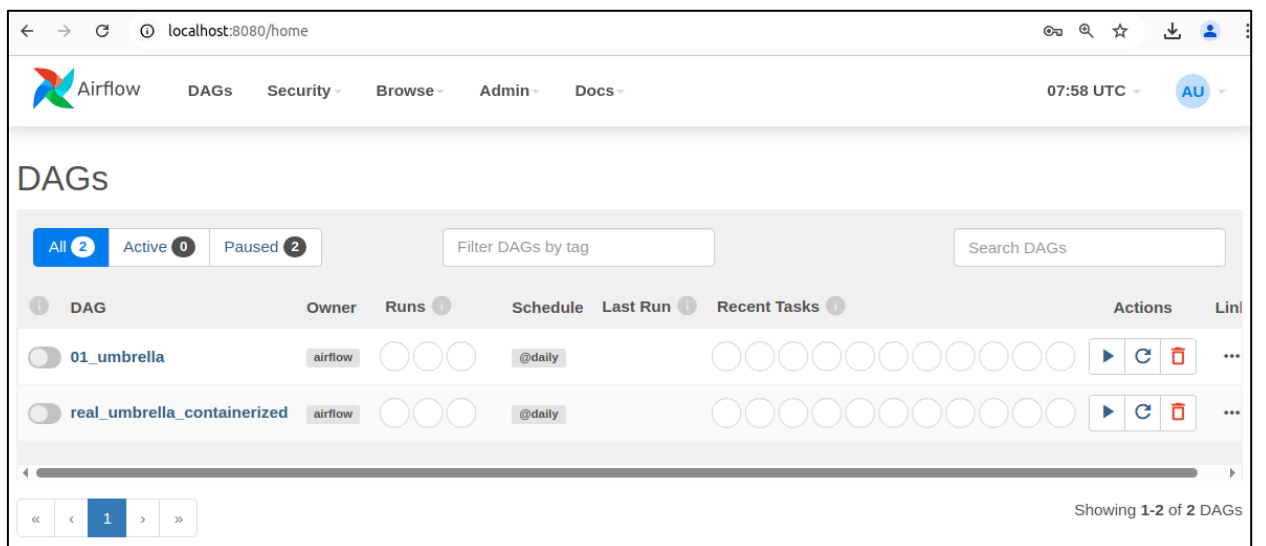 localhost:8080/home
Airflow DAGs Security Browse Admin Docs 07:58 UTC AU
DAGs
All 2 Active 0 Paused 2 Filter DAGs by tag Search DAGs
i DAG Owner Runs i Schedule Last Run i Recent Tasks i Actions Lin
01_umbrella airflow @daily
real_umbrella_containerized airflow @daily
« ‹ 1 › » Showing 1-2 of 2 DAGs